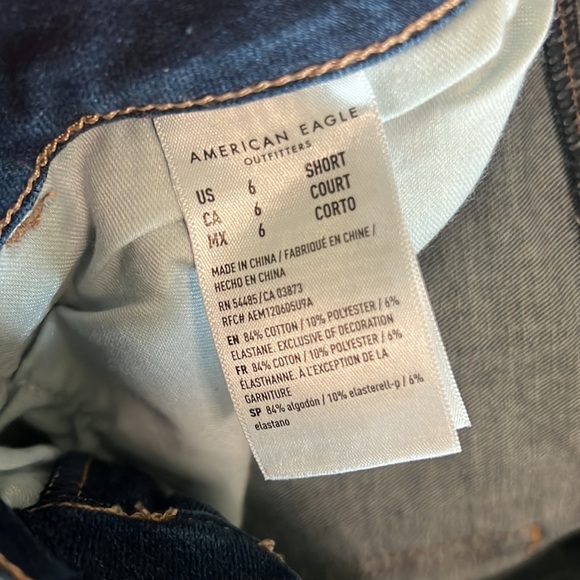 AMERICAN EAGLE
OUTFITTERS
US 6 SHORT
CA 6 COURT
MX 6 CORTO
MADE IN CHINA / FABRIQUÉ EN CHINE /
HECHO EN CHINA
RN 54485/CA 03873
RFC# AEM120605U9A
EN 84% COTTON / 10% POLYESTER / 6%
ELASTANE. EXCLUSIVE OF DECORATION
FR 84% COTON / 10% POLYESTER / 6%
ÉLASTHANNE. À L'EXCEPTION DE LA
GARNITURE
SP 84% algodón / 10% elasterell-p / 6%
elastano